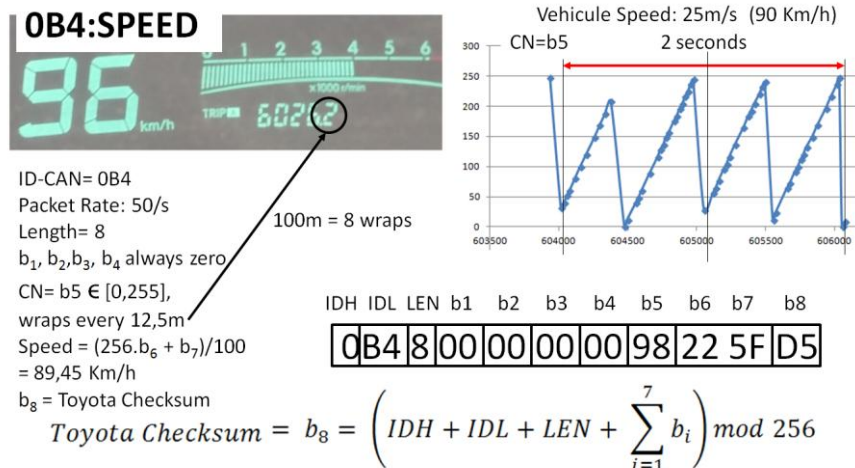 0B4:SPEED
0 1 2 3 4 5 6
x1000 r/min
96 km/h
TRIP A 60262
ID-CAN= 0B4
Packet Rate: 50/s
Length= 8
b₁, b₂,b₃, b₄ always zero
CN= b5 ∈ [0,255],
wraps every 12,5m
Speed = (256.b₆ + b₇)/100
= 89,45 Km/h
b₈ = Toyota Checksum
100m = 8 wraps
Vehicule Speed: 25m/s (90 Km/h)
CN=b5 2 seconds
300
250
200
150
100
50
0
603500 604000 604500 605000 605500 606000
IDH IDL LEN b1 b2 b3 b4 b5 b6 b7 b8
0 B4 8 00 00 00 00 98 22 5F D5
Toyota Checksum = b₈ = (IDH + IDL + LEN + ∑⁷ᵢ₌₁ bᵢ) mod 256